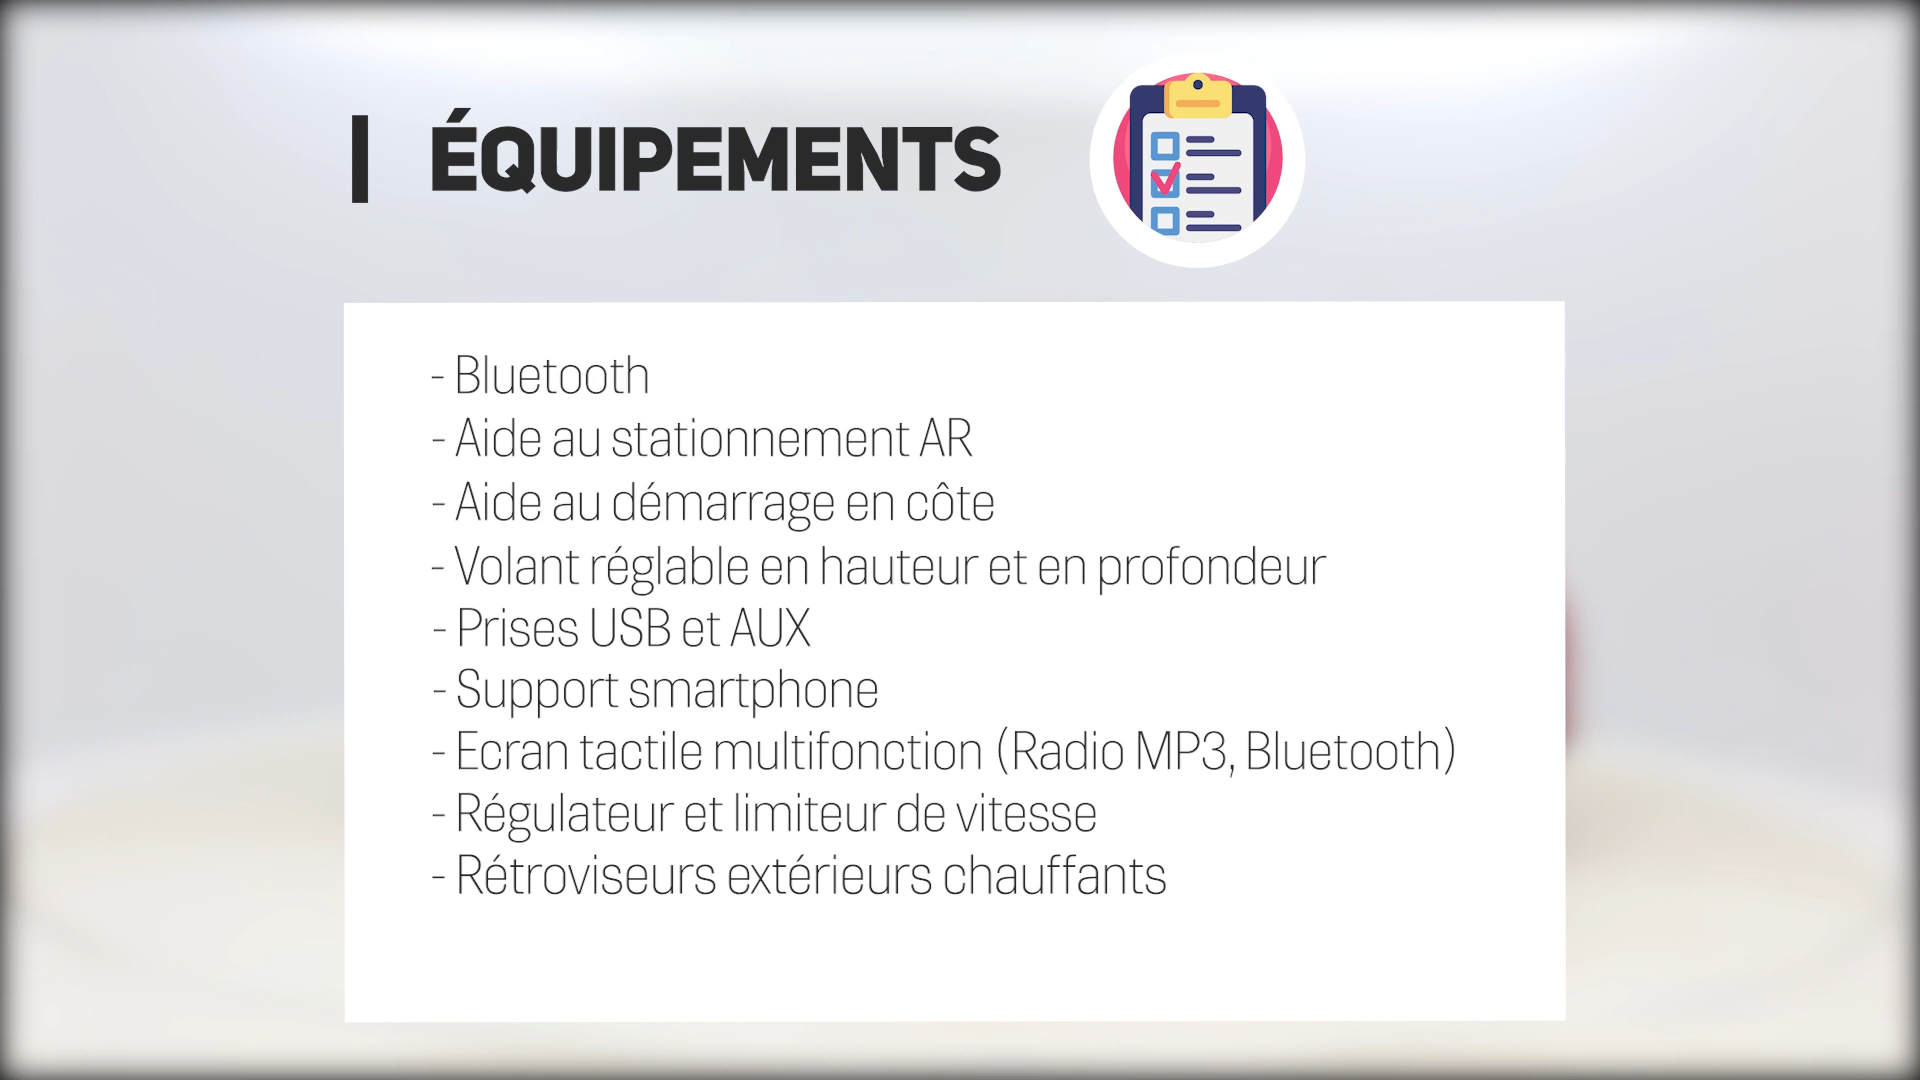 ÉQUIPEMENTS
- Bluetooth
- Aide au stationnement AR
- Aide au démarrage en côte
- Volant réglable en hauteur et en profondeur
- Prises USB et AUX
- Support smartphone
- Ecran tactile multifonction (Radio MP3, Bluetooth)
- Régulateur et limiteur de vitesse
- Rétroviseurs extérieurs chauffants